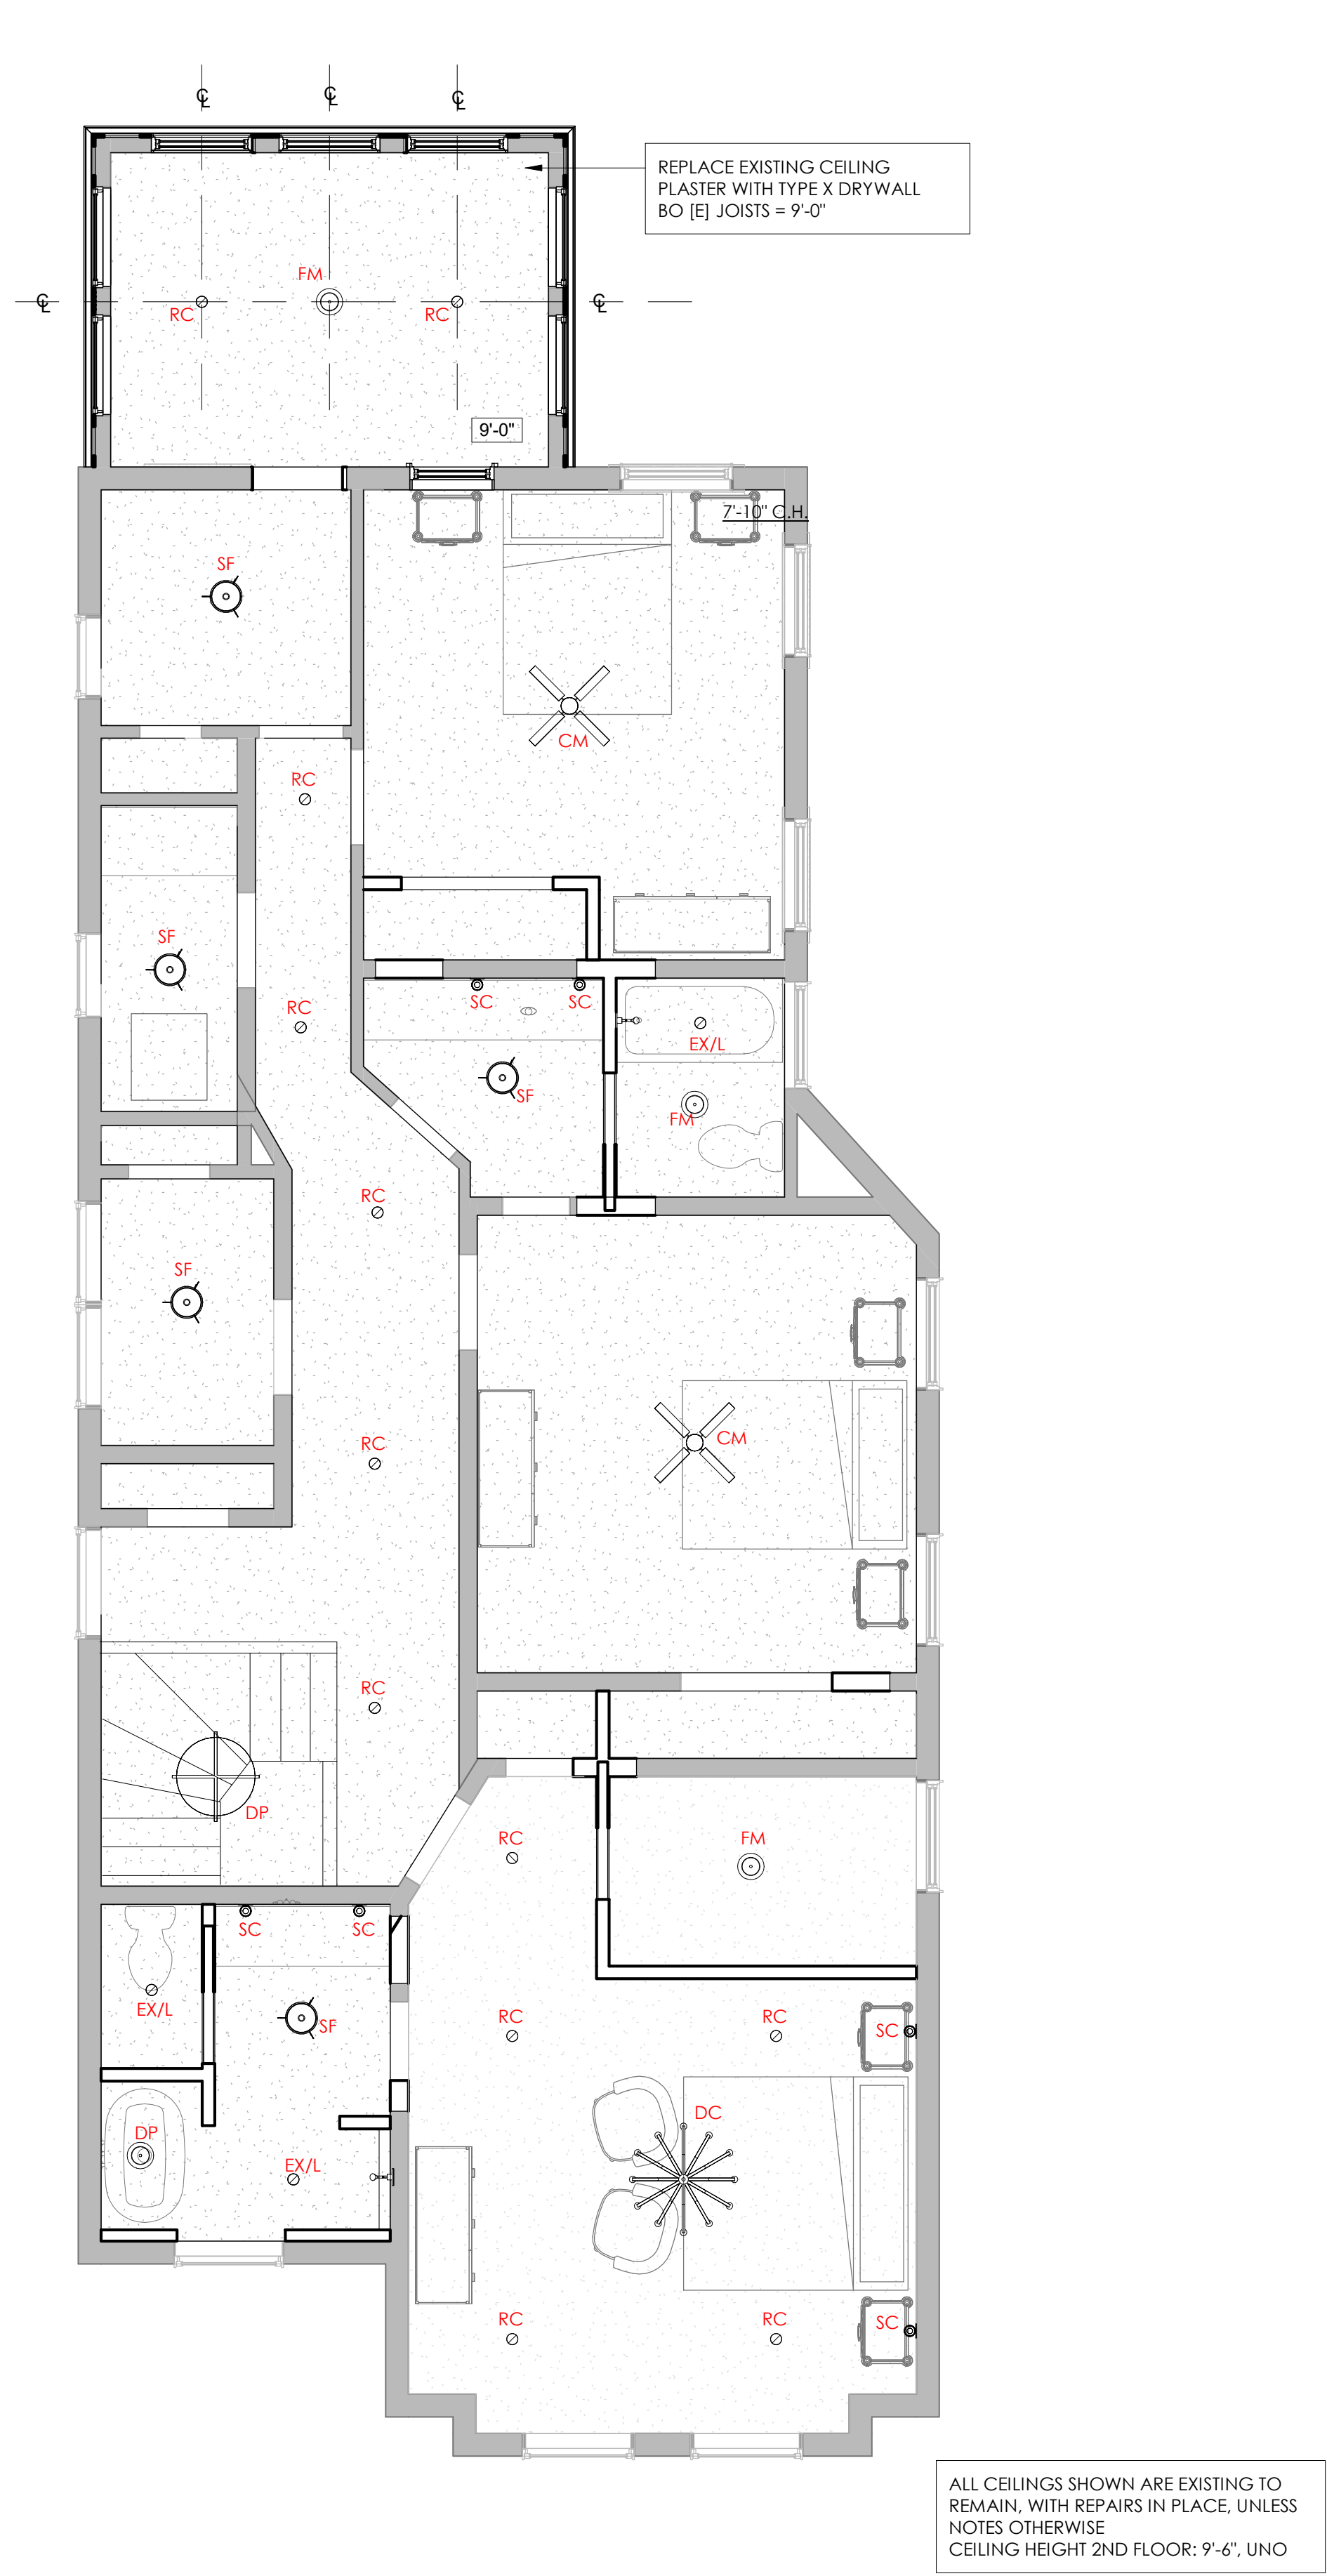 ℄ ℄ ℄
REPLACE EXISTING CEILING
PLASTER WITH TYPE X DRYWALL
BO [E] JOISTS = 9'-0"
FM
℄ ℄
RC RC
9'-0"
7'-10" C.H.
SF
CM
RC
SF
RC
SC SC
EX/L
SF
FM
RC
SF
CM
RC
RC
DP
RC
FM
SC SC
EX/L
SF
RC RC
SC
DC
DP
EX/L
RC RC
SC
ALL CEILINGS SHOWN ARE EXISTING TO
REMAIN, WITH REPAIRS IN PLACE, UNLESS
NOTES OTHERWISE
CEILING HEIGHT 2ND FLOOR: 9'-6", UNO